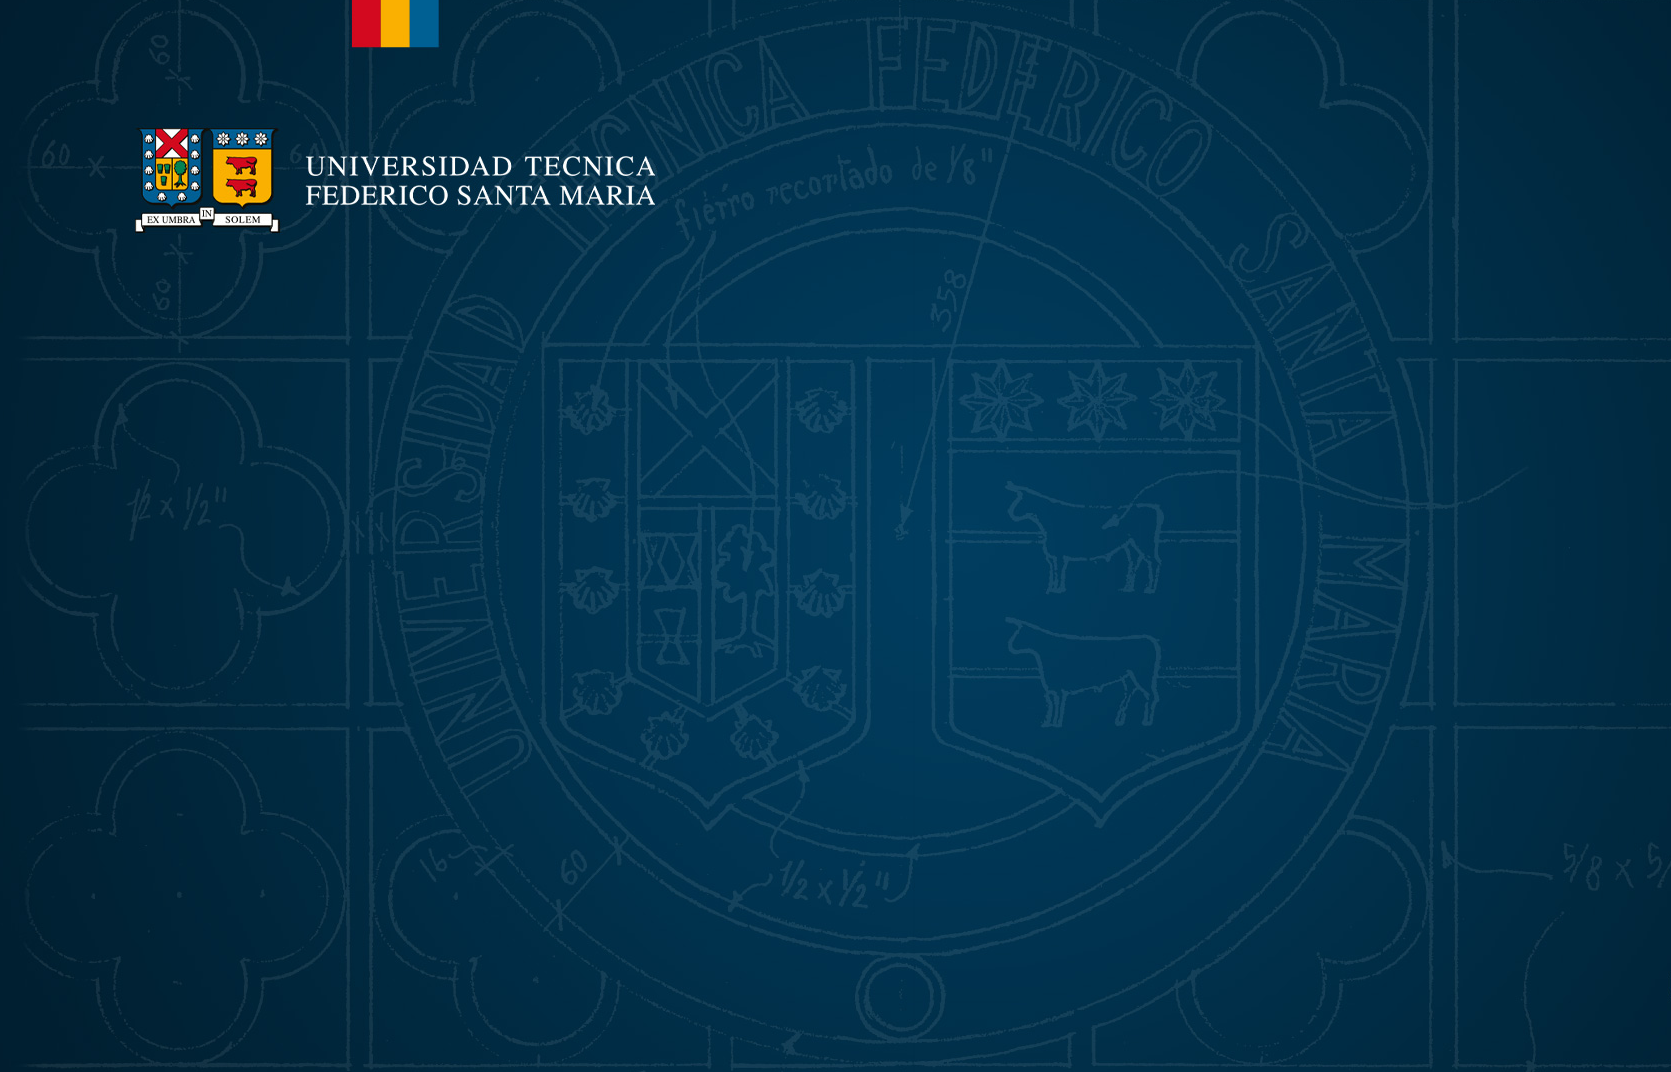 60
60 x 60
UNIVERSIDAD TECNICA
FEDERICO SANTA MARIA
EX UMBRA IN SOLEM
60
UNIVERSIDAD TECNICA FEDERICO SANTA MARIA
fierro recortado de 1/8"
358
1/2 x 1/2"
16
60
1/2 x 1/2"
5/8 x 5/